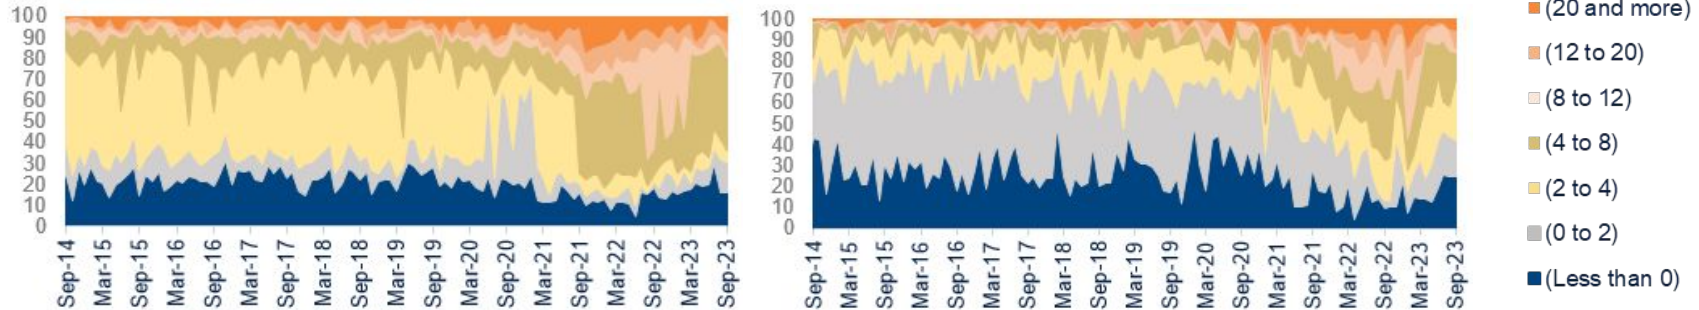 100
90
80
70
60
50
40
30
20
10
0
Sep-14
Mar-15
Sep-15
Mar-16
Sep-16
Mar-17
Sep-17
Mar-18
Sep-18
Mar-19
Sep-19
Mar-20
Sep-20
Mar-21
Sep-21
Mar-22
Sep-22
Mar-23
Sep-23
100
90
80
70
60
50
40
30
20
10
0
Sep-14
Mar-15
Sep-15
Mar-16
Sep-16
Mar-17
Sep-17
Mar-18
Sep-18
Mar-19
Sep-19
Mar-20
Sep-20
Mar-21
Sep-21
Mar-22
Sep-22
Mar-23
Sep-23
(20 and more)
(12 to 20)
(8 to 12)
(4 to 8)
(2 to 4)
(0 to 2)
(Less than 0)